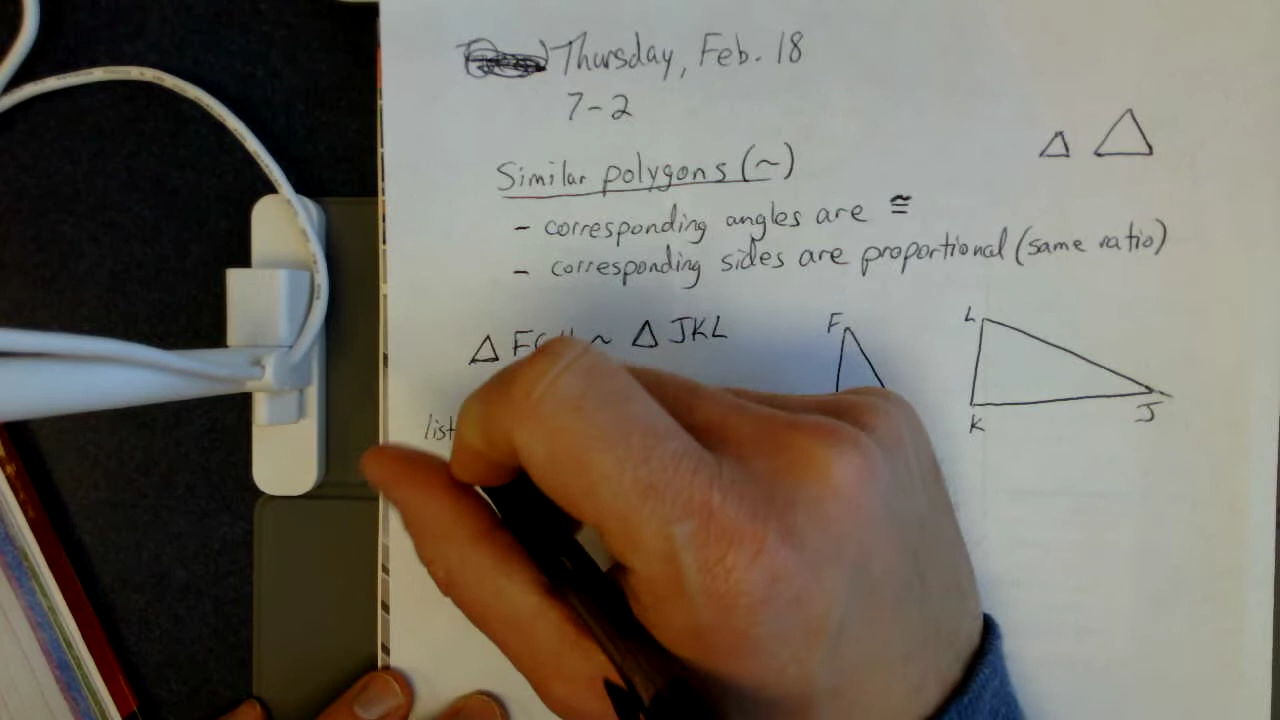 Thursday, Feb. 18
7-2
Similar polygons (~)
- corresponding angles are ≅
- corresponding sides are proportional (same ratio)
△ ~ △ JKL
list
F
L
K
J